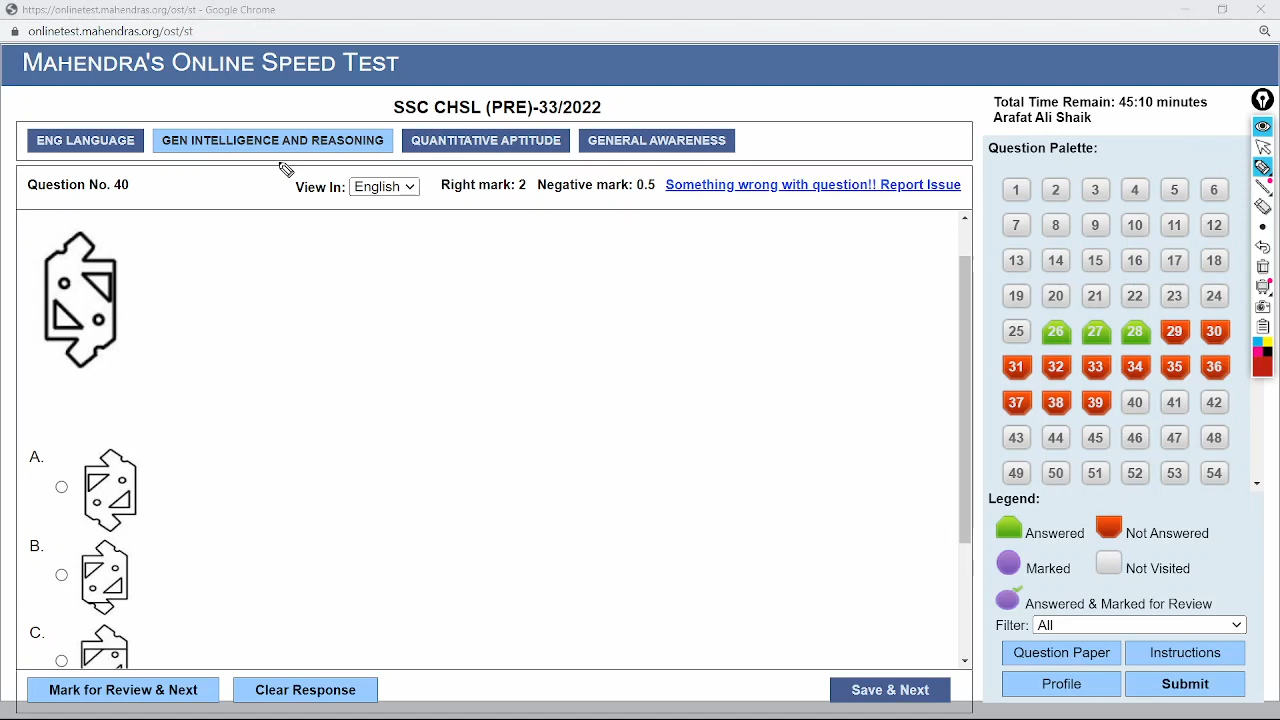 https://onlinetest.mahendras.org/ost/st - Google Chrome
onlinetest.mahendras.org/ost/st
MAHENDRA'S ONLINE SPEED TEST
SSC CHSL (PRE)-33/2022
Total Time Remain: 45:10 minutes
Arafat Ali Shaik
ENG LANGUAGE GEN INTELLIGENCE AND REASONING QUANTITATIVE APTITUDE GENERAL AWARENESS
Question Palette:
Question No. 40 View In: English Right mark: 2 Negative mark: 0.5 Something wrong with question!! Report Issue
1 2 3 4 5 6
7 8 9 10 11 12
13 14 15 16 17 18
19 20 21 22 23 24
25 26 27 28 29 30
31 32 33 34 35 36
37 38 39 40 41 42
43 44 45 46 47 48
49 50 51 52 53 54
A.
B.
C.
Legend:
Answered Not Answered
Marked Not Visited
Answered & Marked for Review
Filter: All
Question Paper Instructions
Profile Submit
Mark for Review & Next Clear Response Save & Next